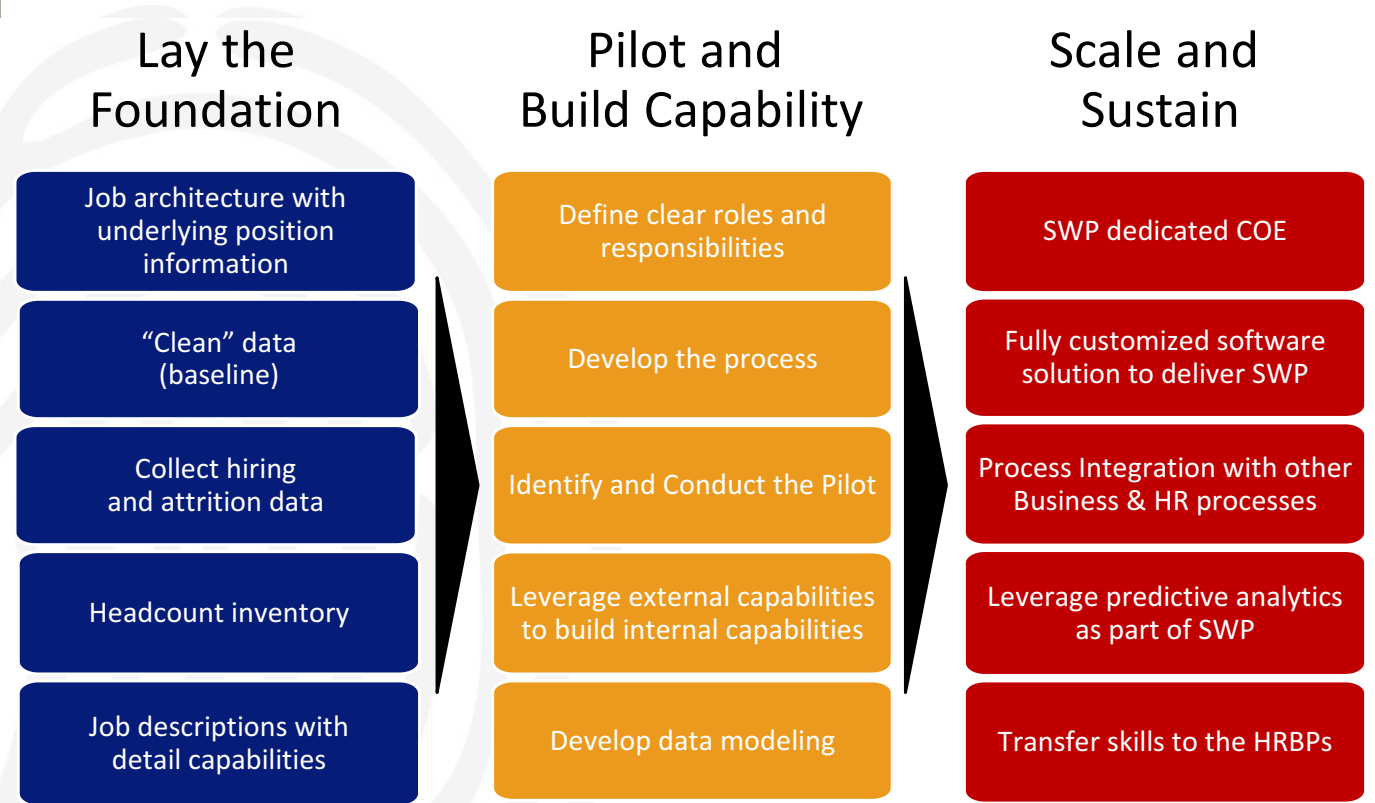 Lay the
Foundation
Job architecture with
underlying position
information
“Clean” data
(baseline)
Collect hiring
and attrition data
Headcount inventory
Job descriptions with
detail capabilities
Pilot and
Build Capability
Define clear roles and
responsibilities
Develop the process
Identify and Conduct the Pilot
Leverage external capabilities
to build internal capabilities
Develop data modeling
Scale and
Sustain
SWP dedicated COE
Fully customized software
solution to deliver SWP
Process Integration with other
Business & HR processes
Leverage predictive analytics
as part of SWP
Transfer skills to the HRBPs